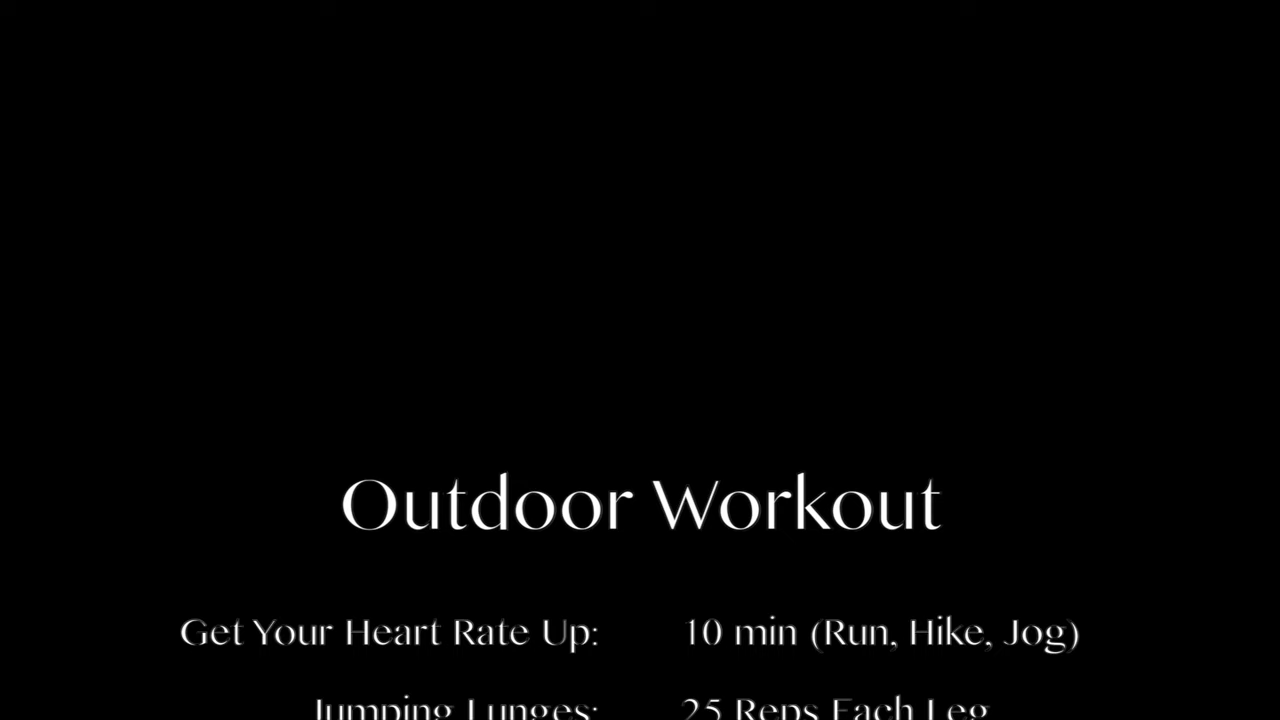 Outdoor Workout
Get Your Heart Rate Up: 10 min (Run, Hike, Jog)
Jumping Lunges: 25 Reps Each Leg